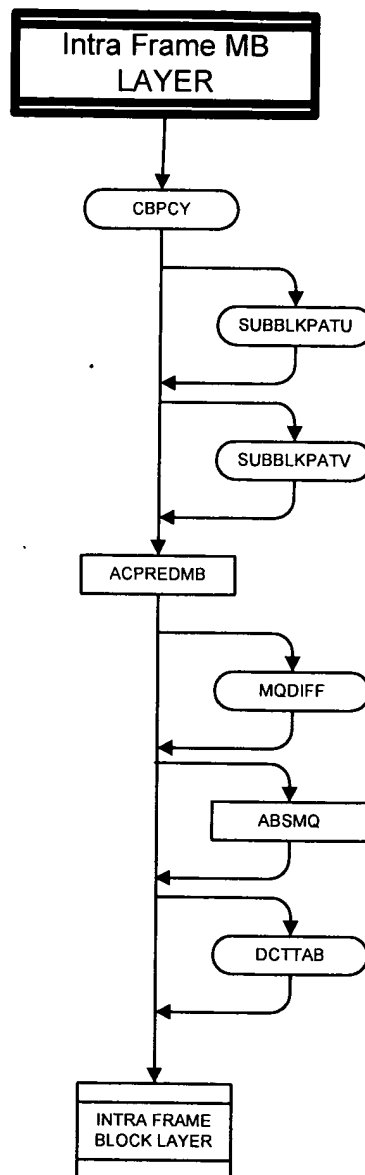 Intra Frame MB
LAYER
CBPCY
SUBBLKPATU
SUBBLKPATV
ACPREDMB
MQDIFF
ABSMQ
DCTTAB
INTRA FRAME
BLOCK LAYER